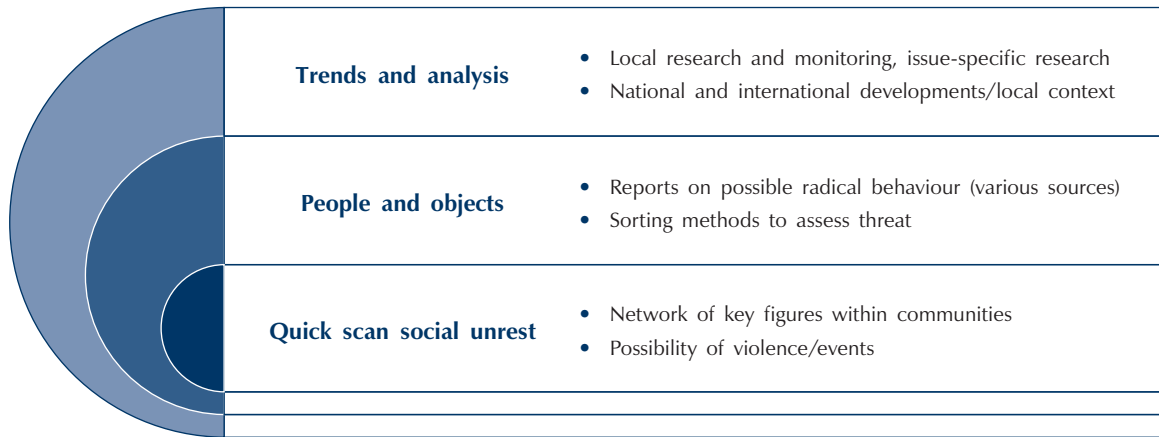 Trends and analysis
• Local research and monitoring, issue-specific research
• National and international developments/local context
People and objects
• Reports on possible radical behaviour (various sources)
• Sorting methods to assess threat
Quick scan social unrest
• Network of key figures within communities
• Possibility of violence/events